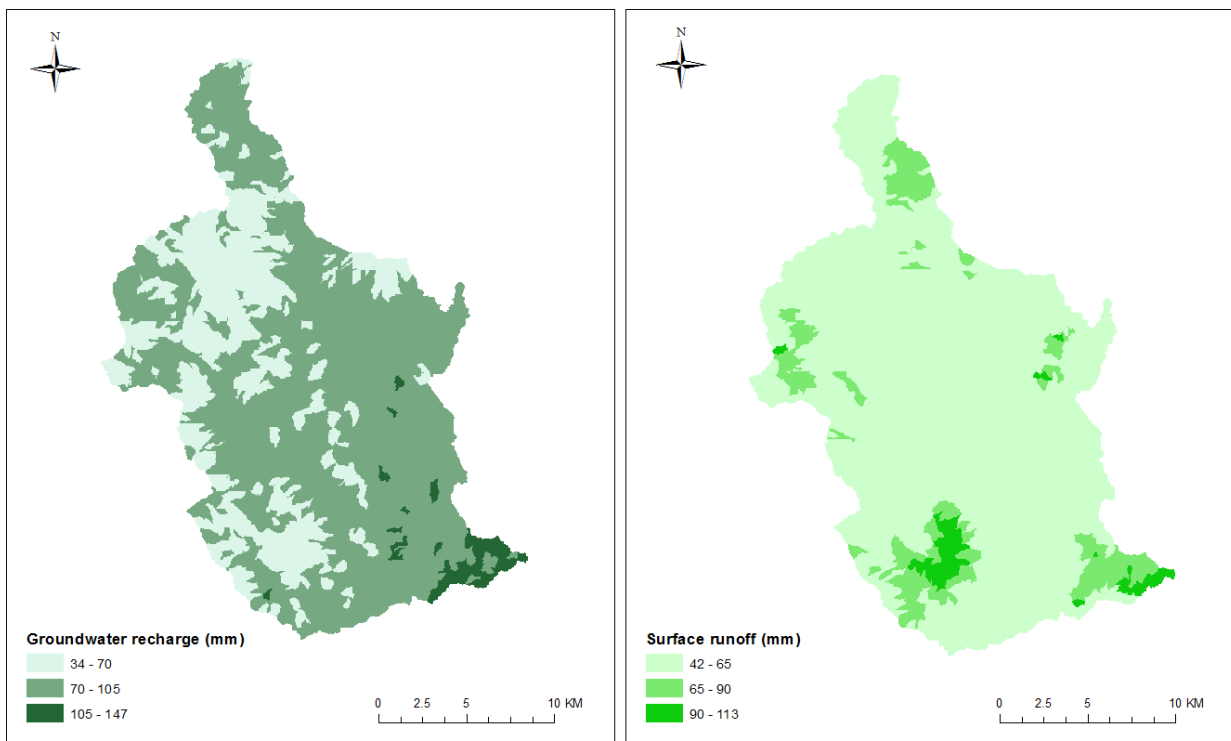 N
Groundwater recharge (mm)
34 - 70
70 - 105
105 - 147
0 2.5 5 10 KM
N
Surface runoff (mm)
42 - 65
65 - 90
90 - 113
0 2.5 5 10 KM